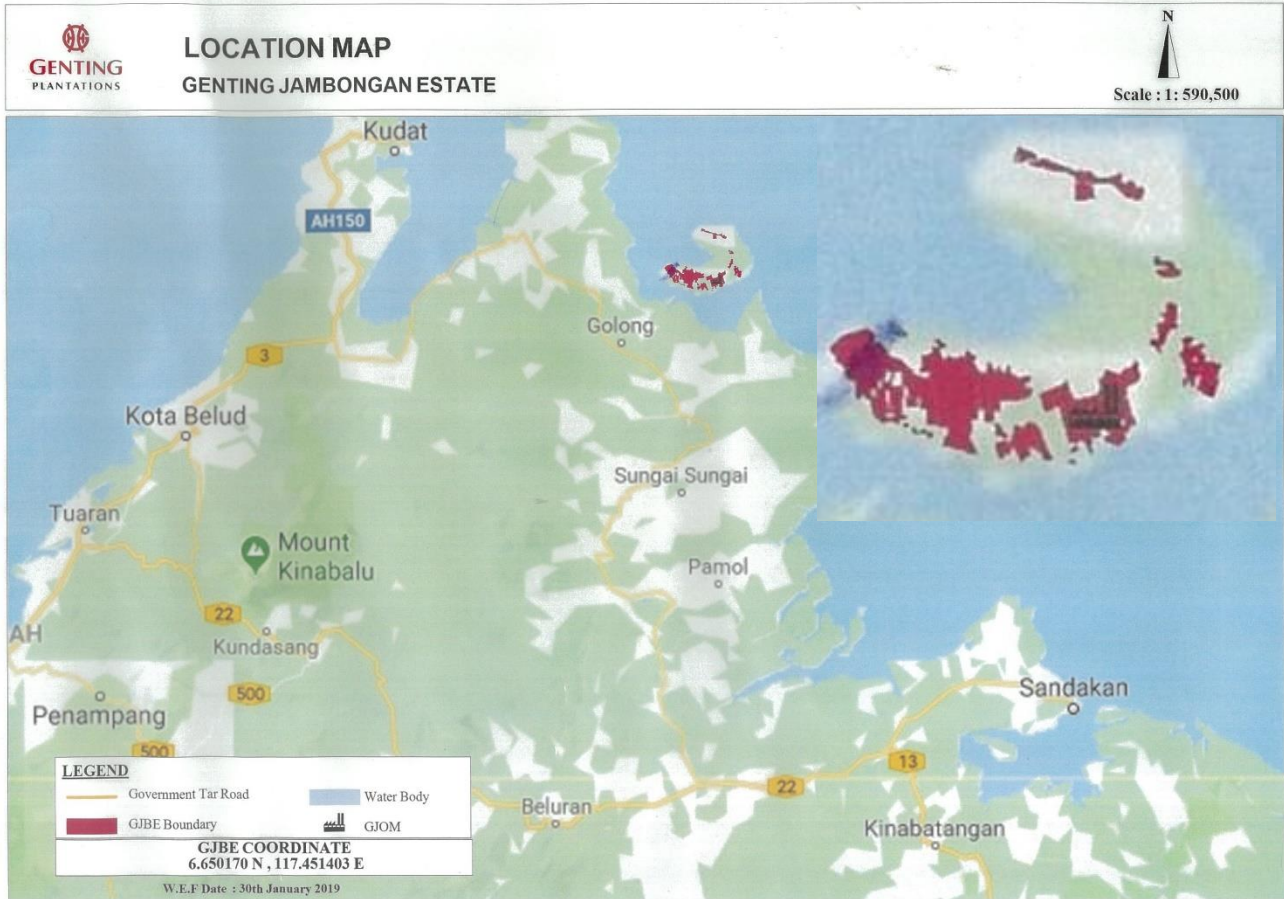 GENTING
PLANTATIONS
LOCATION MAP
GENTING JAMBONGAN ESTATE
N
Scale : 1: 590,500
Kudat
AH150
Golong
3
Kota Belud
Sungai Sungai
Tuaran
Mount
Kinabalu
Pamol
22
AH
Kundasang
500
Penampang
Sandakan
500
13
22
Beluran
Kinabatangan
LEGEND
Government Tar Road
Water Body
GJBE Boundary
GJOM
GJBE COORDINATE
6.650170 N , 117.451403 E
W.E.F Date : 30th January 2019